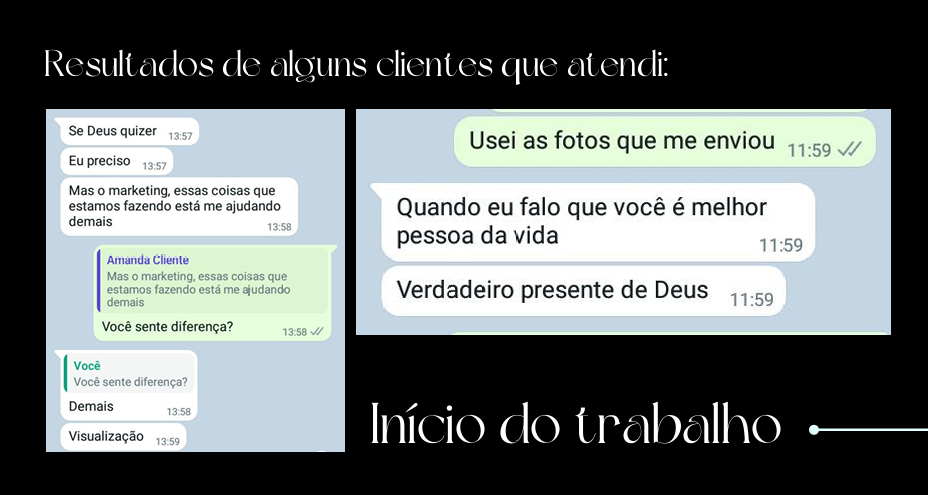 Resultados de alguns clientes que atendi:
Se Deus quizer 13:57
Eu preciso 13:57
Mas o marketing, essas coisas que
estamos fazendo está me ajudando
demais 13:58
Amanda Cliente
Mas o marketing, essas coisas que
estamos fazendo está me ajudando
demais
Você sente diferença? 13:58
Você
Você sente diferença?
Demais 13:58
Visualização 13:59
Usei as fotos que me enviou 11:59
Quando eu falo que você é melhor
pessoa da vida 11:59
Verdadeiro presente de Deus 11:59
Início do trabalho